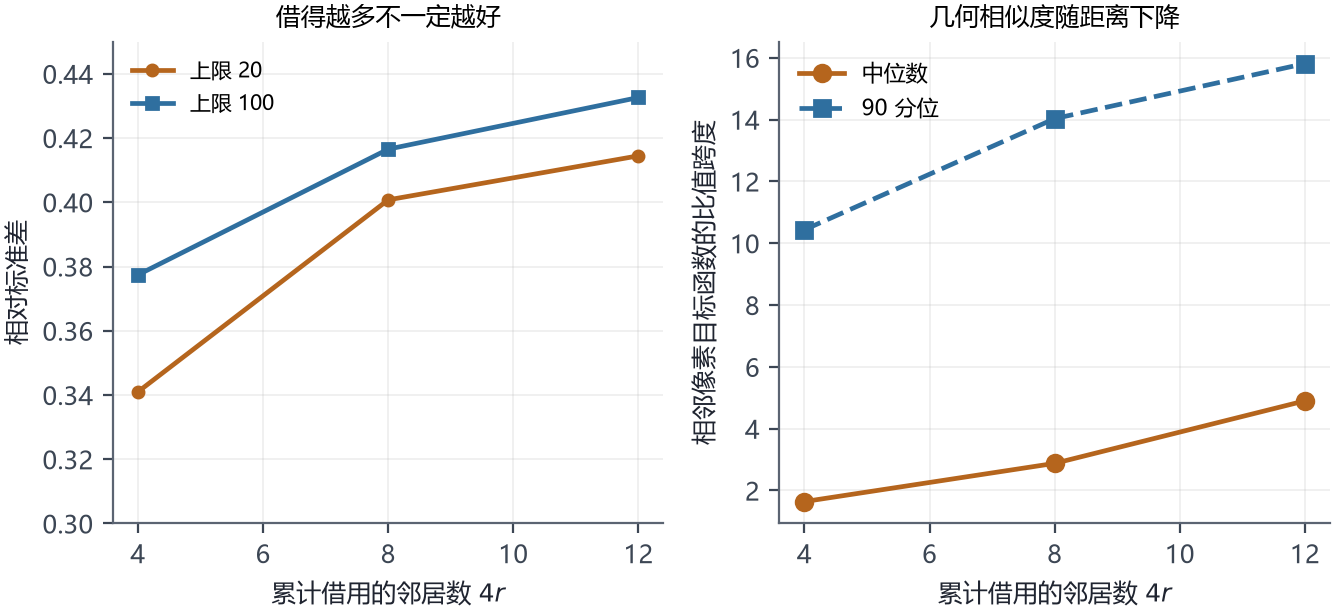 借得越多不一定越好
上限 20
上限 100
相对标准差
0.44
0.42
0.40
0.38
0.36
0.34
0.32
0.30
4 6 8 10 12
累计借用的邻居数 4r
几何相似度随距离下降
中位数
90 分位
相邻像素目标函数的比值跨度
16
14
12
10
8
6
4
2
4 6 8 10 12
累计借用的邻居数 4r